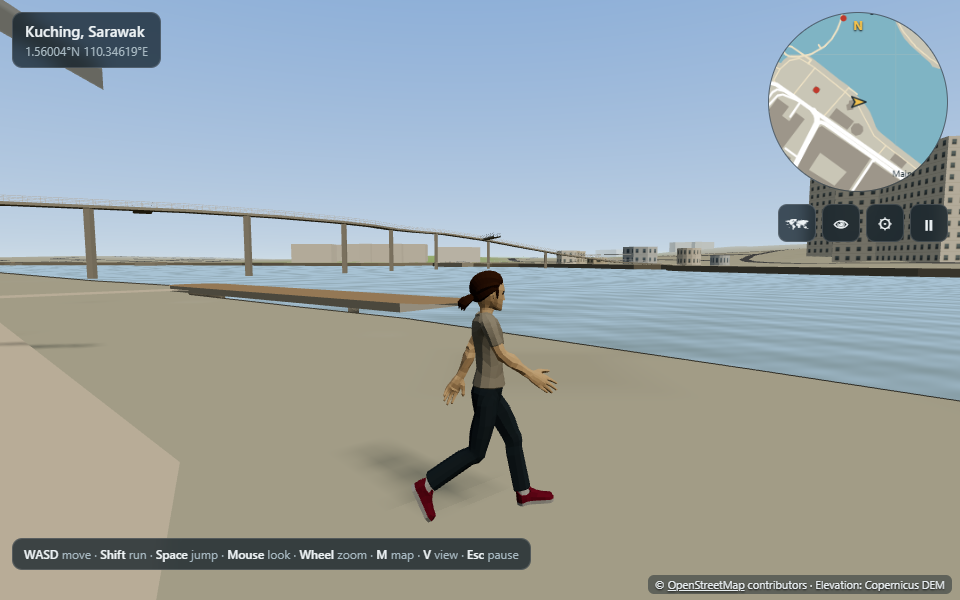 Kuching, Sarawak
1.56004°N 110.34619°E
N
Main
WASD move · Shift run · Space jump · Mouse look · Wheel zoom · M map · V view · Esc pause
© OpenStreetMap contributors · Elevation: Copernicus DEM